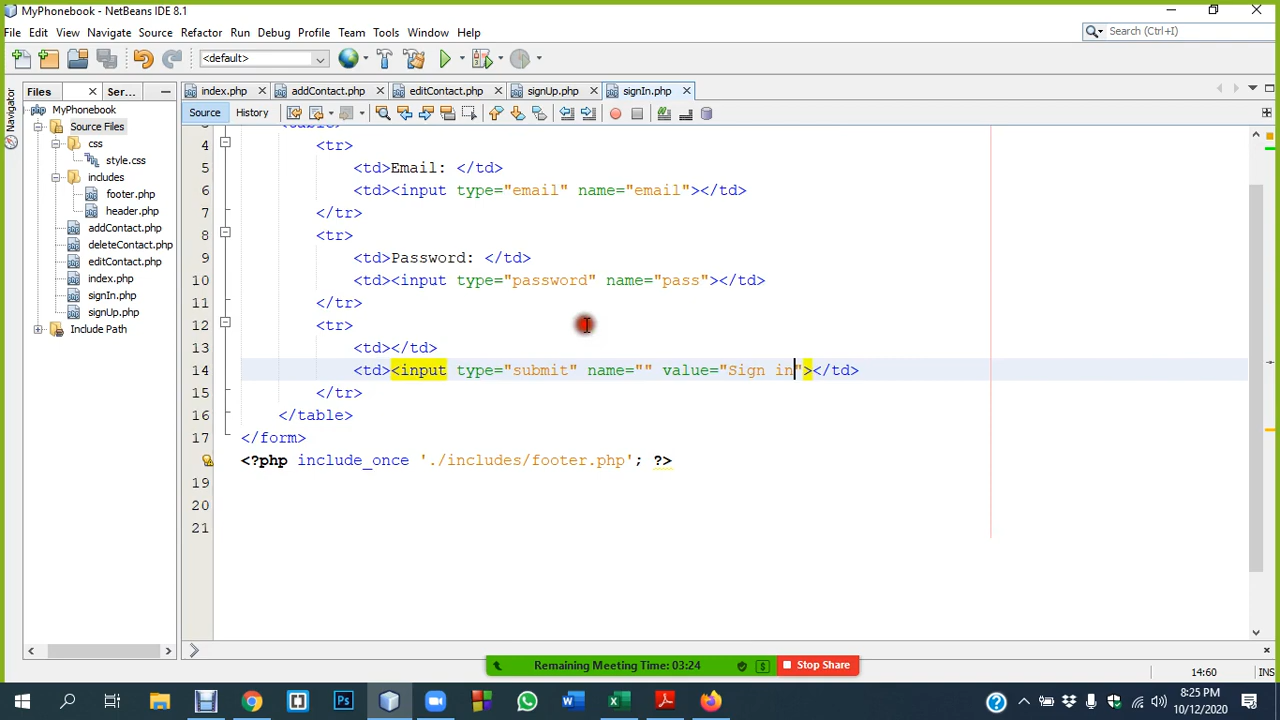 MyPhonebook - NetBeans IDE 8.1
File Edit View Navigate Source Refactor Run Debug Profile Team Tools Window Help
Search (Ctrl+I)
<default>
Files Ser...
index.php addContact.php editContact.php signUp.php signIn.php
Navigator
Source History
MyPhonebook
Source Files
css
style.css
includes
footer.php
header.php
addContact.php
deleteContact.php
editContact.php
index.php
signIn.php
signUp.php
Include Path
4 <tr>
5 <td>Email: </td>
6 <td><input type="email" name="email"></td>
7 </tr>
8 <tr>
9 <td>Password: </td>
10 <td><input type="password" name="pass"></td>
11 </tr>
12 <tr>
13 <td></td>
14 <td><input type="submit" name="" value="Sign in"></td>
15 </tr>
16 </table>
17 </form>
<?php include_once './includes/footer.php'; ?>
19
20
21
Remaining Meeting Time: 03:24 Stop Share
14:60 INS
8:25 PM
10/12/2020